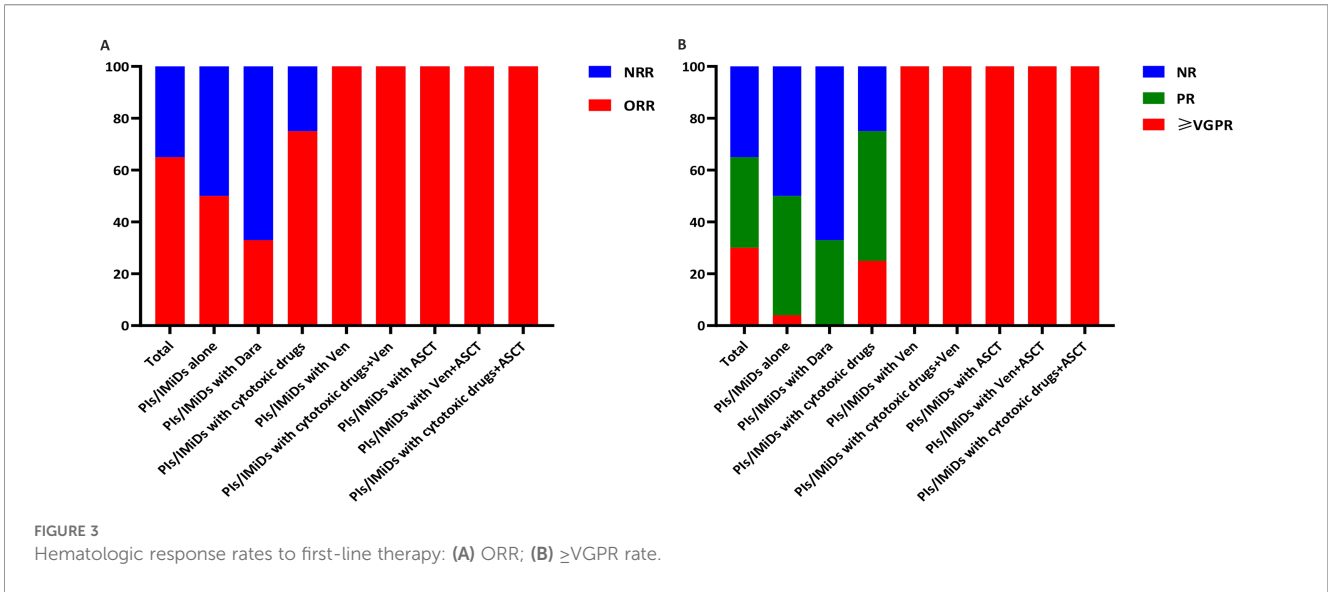 A
100
80
60
40
20
0
NRR
ORR
Total
PIs/IMiDs alone
PIs/IMiDs with Dara
PIs/IMiDs with cytotoxic drugs
PIs/IMiDs with Ven
PIs/IMiDs with cytotoxic drugs+Ven
PIs/IMiDs with ASCT
PIs/IMiDs with Ven+ASCT
PIs/IMiDs with cytotoxic drugs+ASCT
B
100
80
60
40
20
0
NR
PR
⩾VGPR
Total
PIs/IMiDs alone
PIs/IMiDs with Dara
PIs/IMiDs with cytotoxic drugs
PIs/IMiDs with Ven
PIs/IMiDs with cytotoxic drugs+Ven
PIs/IMiDs with ASCT
PIs/IMiDs with Ven+ASCT
PIs/IMiDs with cytotoxic drugs+ASCT
FIGURE 3
Hematologic response rates to first-line therapy: (A) ORR; (B) ≥VGPR rate.